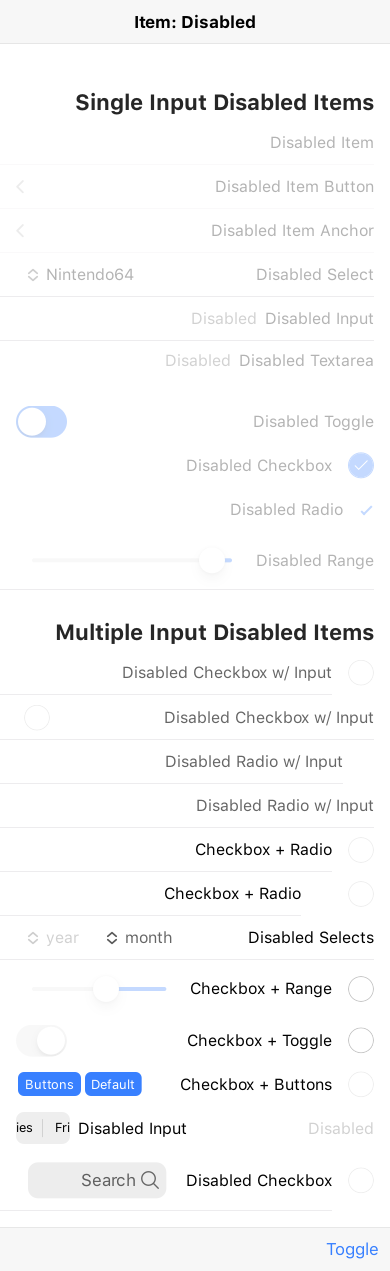 Item: Disabled
Single Input Disabled Items
Disabled Item
Disabled Item Button
Disabled Item Anchor
Disabled Select Nintendo64
Disabled Input Disabled
Disabled Textarea Disabled
Disabled Toggle
Disabled Checkbox
Disabled Radio
Disabled Range
Multiple Input Disabled Items
Disabled Checkbox w/ Input
Disabled Checkbox w/ Input
Disabled Radio w/ Input
Disabled Radio w/ Input
Checkbox + Radio
Checkbox + Radio
Disabled Selects month year
Checkbox + Range
Checkbox + Toggle
Checkbox + Buttons Default Buttons
Disabled Disabled Input Fri ies
Disabled Checkbox Search
Toggle